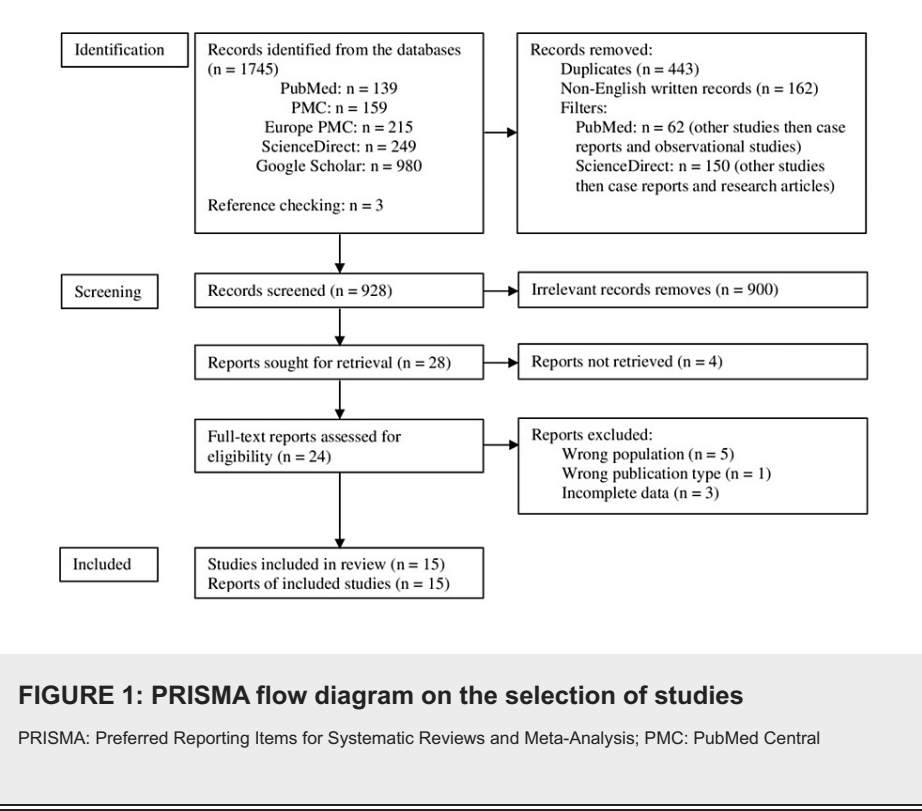 Identification
Records identified from the databases
(n = 1745)
PubMed: n = 139
PMC: n = 159
Europe PMC: n = 215
ScienceDirect: n = 249
Google Scholar: n = 980
Reference checking: n = 3
Records removed:
Duplicates (n = 443)
Non-English written records (n = 162)
Filters:
PubMed: n = 62 (other studies then case
reports and observational studies)
ScienceDirect: n = 150 (other studies
then case reports and research articles)
Screening
Records screened (n = 928)
Irrelevant records removes (n = 900)
Reports sought for retrieval (n = 28)
Reports not retrieved (n = 4)
Full-text reports assessed for
eligibility (n = 24)
Reports excluded:
Wrong population (n = 5)
Wrong publication type (n = 1)
Incomplete data (n = 3)
Included
Studies included in review (n = 15)
Reports of included studies (n = 15)
FIGURE 1: PRISMA flow diagram on the selection of studies
PRISMA: Preferred Reporting Items for Systematic Reviews and Meta-Analysis; PMC: PubMed Central